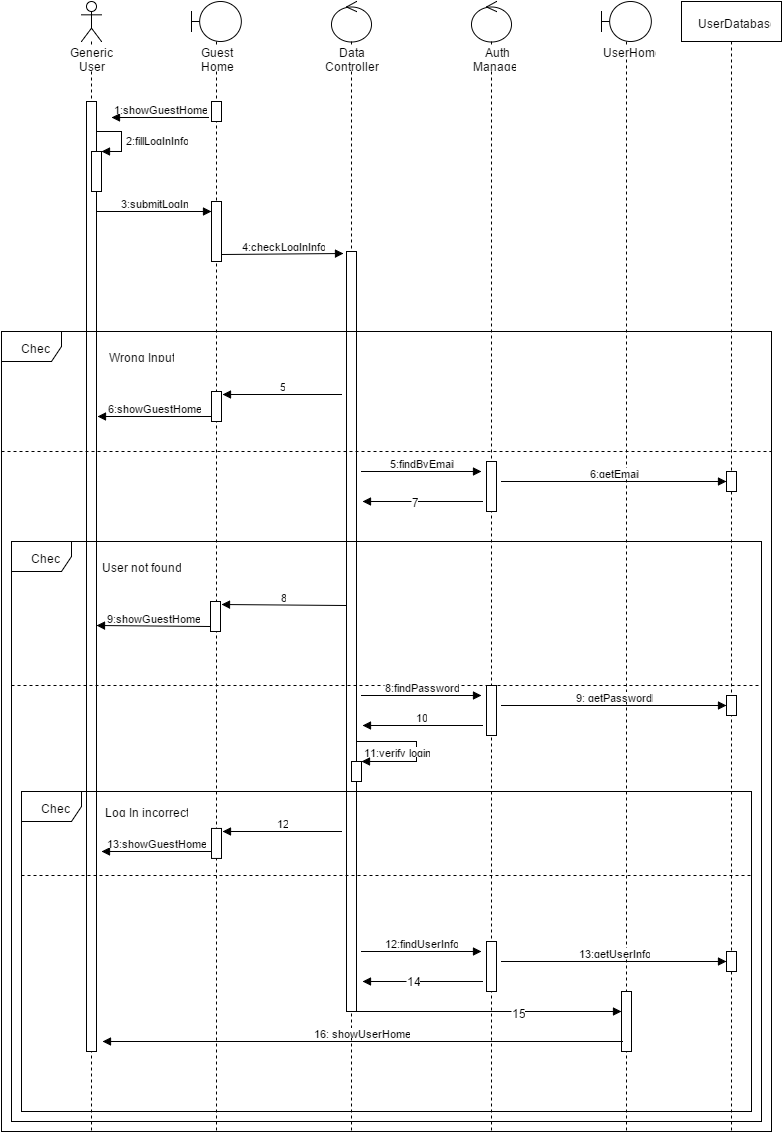 Generic
User
Guest
Home
Data
Controller
Auth
Manage
UserHom
UserDatabas
1:showGuestHome
2:fillLogInInfo
3:submitLogIn
4:checkLogInInfo
Chec
Wrong Input
5
6:showGuestHome
5:findByEmai
6:getEmai
7
Chec
User not found
8
9:showGuestHome
8:findPassword
9: getPassword
10
11:verify login
Chec
Log In incorrect
12
13:showGuestHome
12:findUserInfo
13:getUserInfo
14
15
16: showUserHome